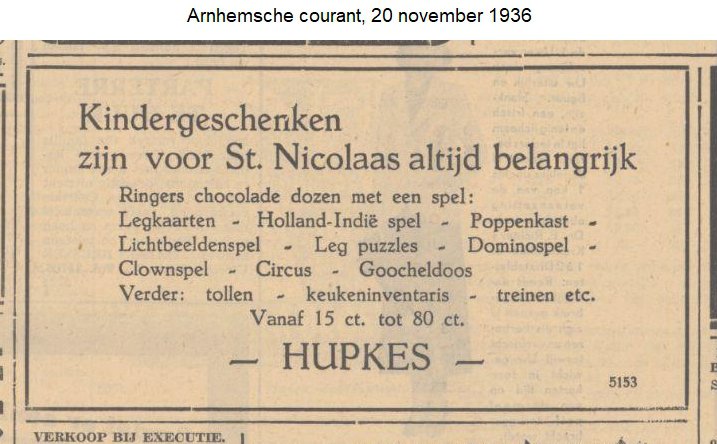 Arnhemsche courant, 20 november 1936
Kindergeschenken
zijn voor St. Nicolaas altijd belangrijk
Ringers chocolade dozen met een spel:
Legkaarten - Holland-Indië spel - Poppenkast -
Lichtbeeldenspel - Leg puzzles - Dominospel -
Clownspel - Circus - Goocheldoos
Verder: tollen - keukeninventaris - treinen etc.
Vanaf 15 ct. tot 80 ct.
— HUPKES —
5153
VERKOOP BIJ EXECUTIE.